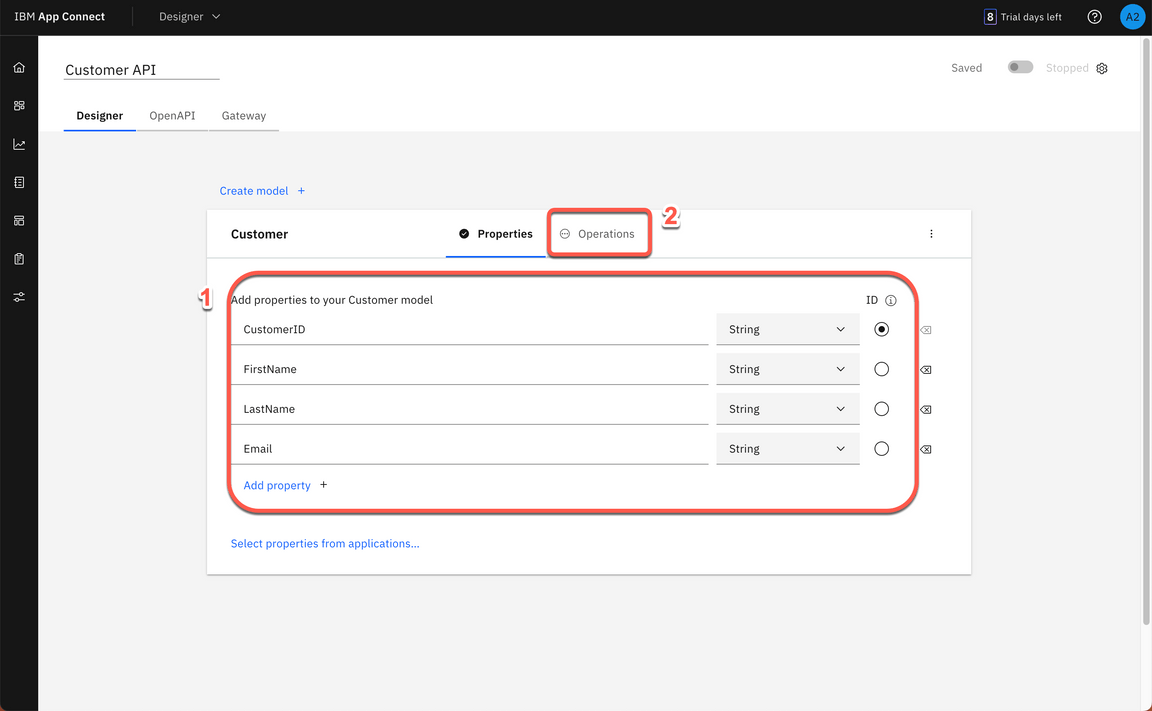 IBM App Connect Designer 8 Trial days left A2
Customer API Saved Stopped
Designer OpenAPI Gateway
Create model +
2
Customer Properties Operations
1
Add properties to your Customer model ID
CustomerID String
FirstName String
LastName String
Email String
Add property +
Select properties from applications...